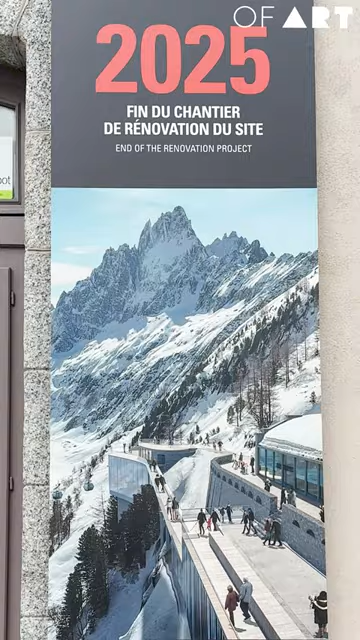 OF ART
2025
FIN DU CHANTIER
DE RÉNOVATION DU SITE
END OF THE RENOVATION PROJECT